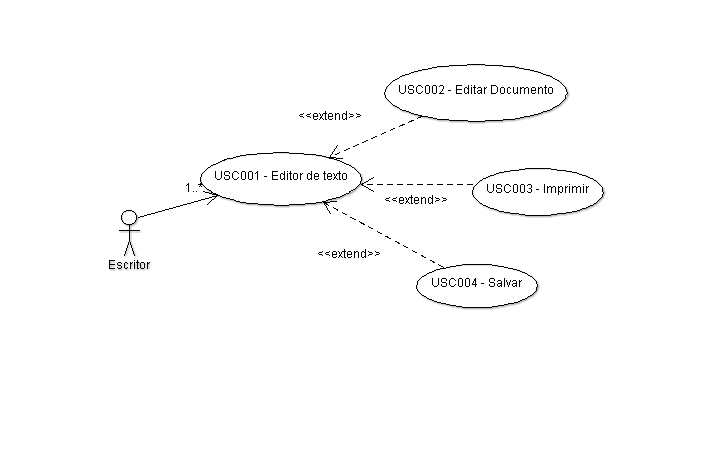 USC002 - Editar Documento
<<extend>>
USC001 - Editor de texto
1..*
USC003 - Imprimir
<<extend>>
Escritor
<<extend>>
USC004 - Salvar